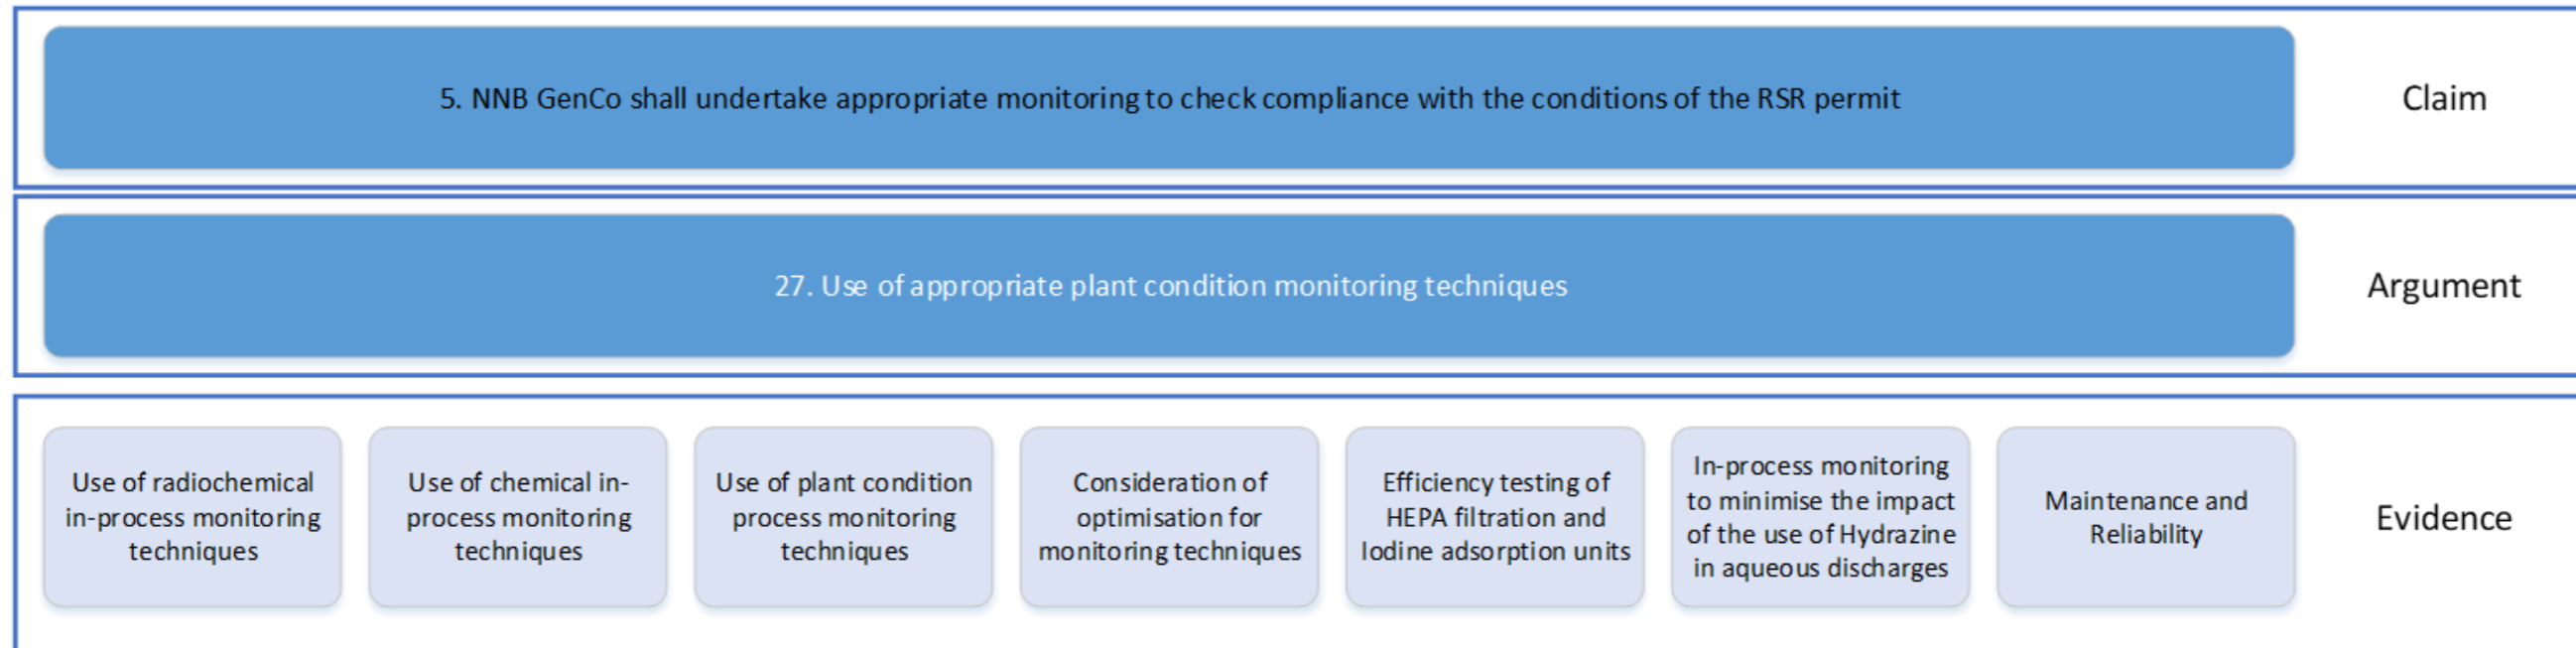 5. NNB GenCo shall undertake appropriate monitoring to check compliance with the conditions of the RSR permit
Claim
27. Use of appropriate plant condition monitoring techniques
Argument
Use of radiochemical
in-process monitoring
techniques
Use of chemical in-
process monitoring
techniques
Use of plant condition
process monitoring
techniques
Consideration of
optimisation for
monitoring techniques
Efficiency testing of
HEPA filtration and
Iodine adsorption units
In-process monitoring
to minimise the impact
of the use of Hydrazine
in aqueous discharges
Maintenance and
Reliability
Evidence